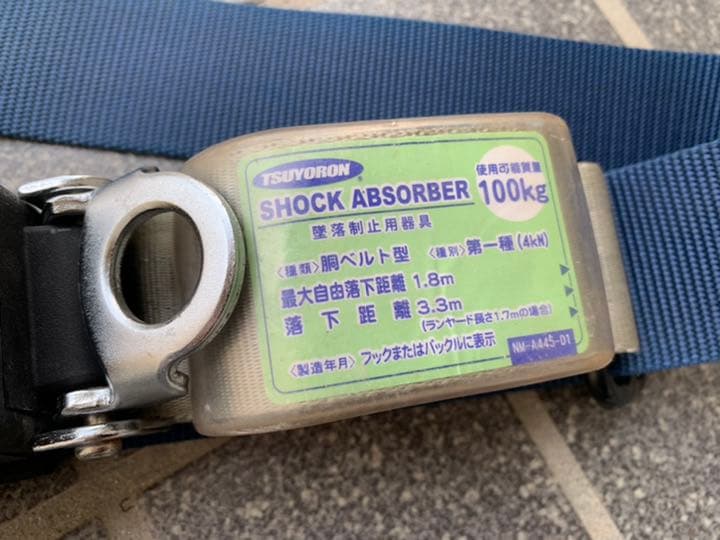 TSUYORON
SHOCK ABSORBER
使用可能質量
100kg
墜落制止用器具
〈種類〉胴ベルト型 〈種別〉第一種(4kN)
最大自由落下距離 1.8m
落下距離 3.3m
(ランヤード長さ1.7mの場合)
〈製造年月〉フックまたはバックルに表示
NM-A445-01